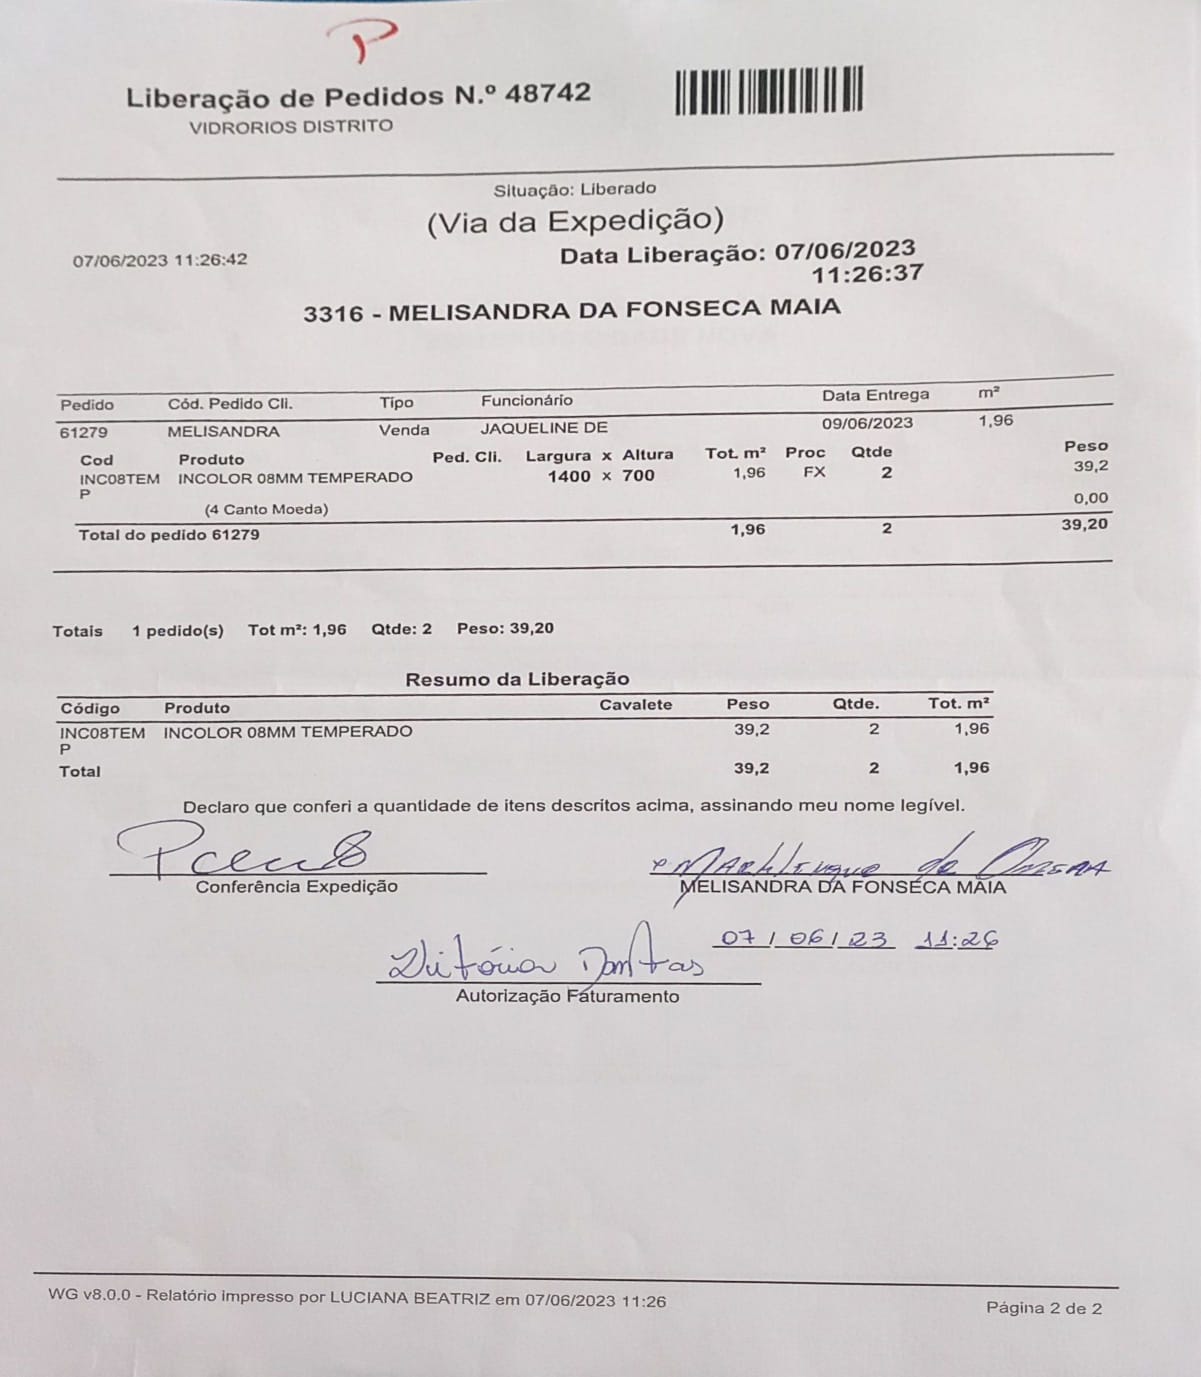 P
Liberação de Pedidos N.º 48742
VIDRORIOS DISTRITO
Situação: Liberado
(Via da Expedição)
07/06/2023 11:26:42
Data Liberação: 07/06/2023
11:26:37
3316 - MELISANDRA DA FONSECA MAIA
Pedido Cód. Pedido Cli. Tipo Funcionário Data Entrega m²
61279 MELISANDRA Venda JAQUELINE DE 09/06/2023 1,96
Cod Produto Ped. Cli. Largura x Altura Tot. m² Proc Qtde Peso
INC08TEM INCOLOR 08MM TEMPERADO 1400 x 700 1,96 FX 2 39,2
P
(4 Canto Moeda) 0,00
Total do pedido 61279 1,96 2 39,20
Totais 1 pedido(s) Tot m²: 1,96 Qtde: 2 Peso: 39,20
Resumo da Liberação
Código Produto Cavalete Peso Qtde. Tot. m²
INC08TEM INCOLOR 08MM TEMPERADO 39,2 2 1,96
P
Total 39,2 2 1,96
Declaro que conferi a quantidade de itens descritos acima, assinando meu nome legível.
de
Conferência Expedição
MELISANDRA DA FONSECA MAIA
07/06/23 11:26
Vitória Dantas
Autorização Faturamento
WG v8.0.0 - Relatório impresso por LUCIANA BEATRIZ em 07/06/2023 11:26
Página 2 de 2